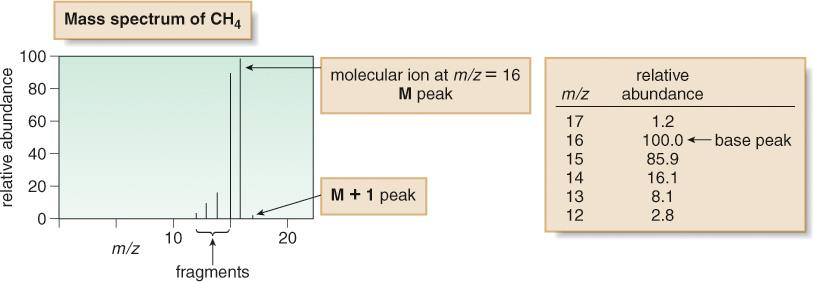 Mass spectrum of CH₄
relative abundance
100
80
60
40
20
0
10
20
m/z
fragments
molecular ion at m/z = 16
M peak
M + 1 peak
relative
m/z abundance
17 1.2
16 100.0 base peak
15 85.9
14 16.1
13 8.1
12 2.8